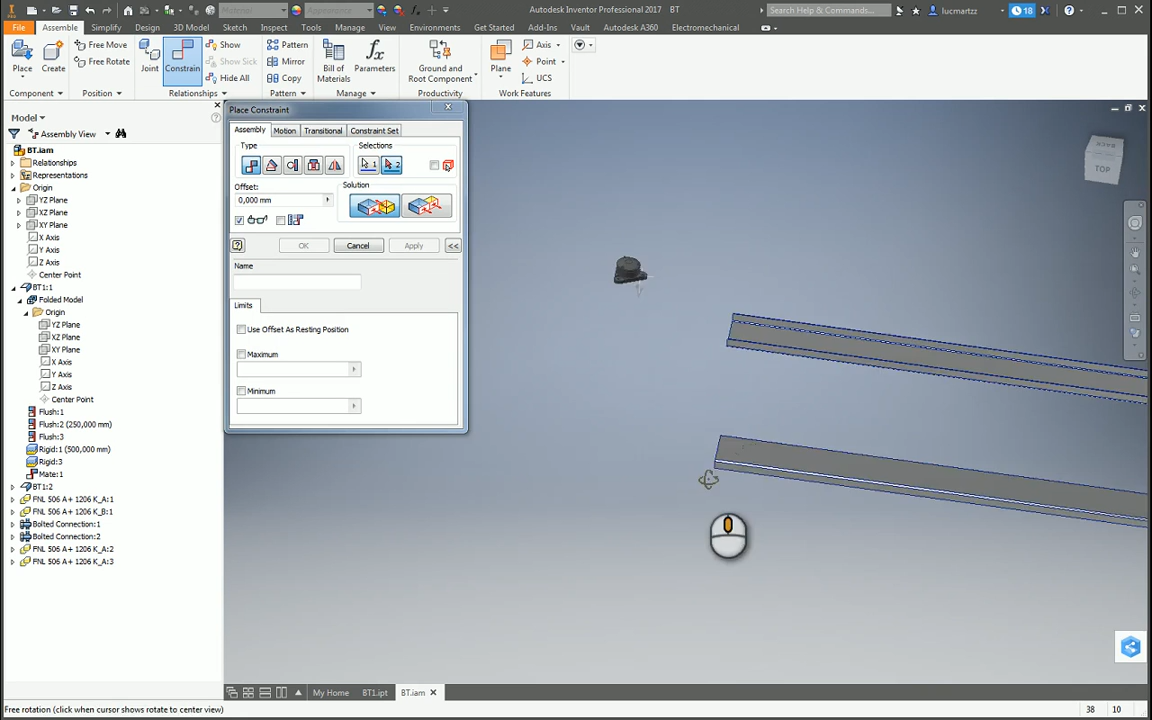 Autodesk Inventor Professional 2017 BT
Search Help & Commands...
lucmartzz
18
File Assemble Simplify Design 3D Model Sketch Inspect Tools Manage View Environments Get Started Add-Ins Vault Autodesk A360 Electromechanical
Place
Create
Free Move
Free Rotate
Joint
Constrain
Show
Show Sick
Hide All
Pattern
Mirror
Copy
Bill of Materials
Parameters
Ground and Root Component
Plane
Axis
Point
UCS
Component Position Relationships Pattern Manage Productivity Work Features
Model
Assembly View
BT.iam
Relationships
Representations
Origin
YZ Plane
XZ Plane
XY Plane
X Axis
Y Axis
Z Axis
Center Point
BT1:1
Folded Model
Origin
YZ Plane
XZ Plane
XY Plane
X Axis
Y Axis
Z Axis
Center Point
Flush:1
Flush:2 (250,000 mm)
Flush:3
Rigid:1 (500,000 mm)
Rigid:3
Mate:1
BT1:2
FNL 506 A+ 1206 K_A:1
FNL 506 A+ 1206 K_B:1
Bolted Connection:1
Bolted Connection:2
FNL 506 A+ 1206 K_A:2
FNL 506 A+ 1206 K_A:3
Place Constraint
Assembly Motion Transitional Constraint Set
Type
Selections
1 2
Offset:
0,000 mm
Solution
OK Cancel Apply <<
Name
Limits
Use Offset As Resting Position
Maximum
Minimum
BACK
TOP
My Home BT1.ipt BT.iam
Free rotation (click when cursor shows rotate to center view)
38 10